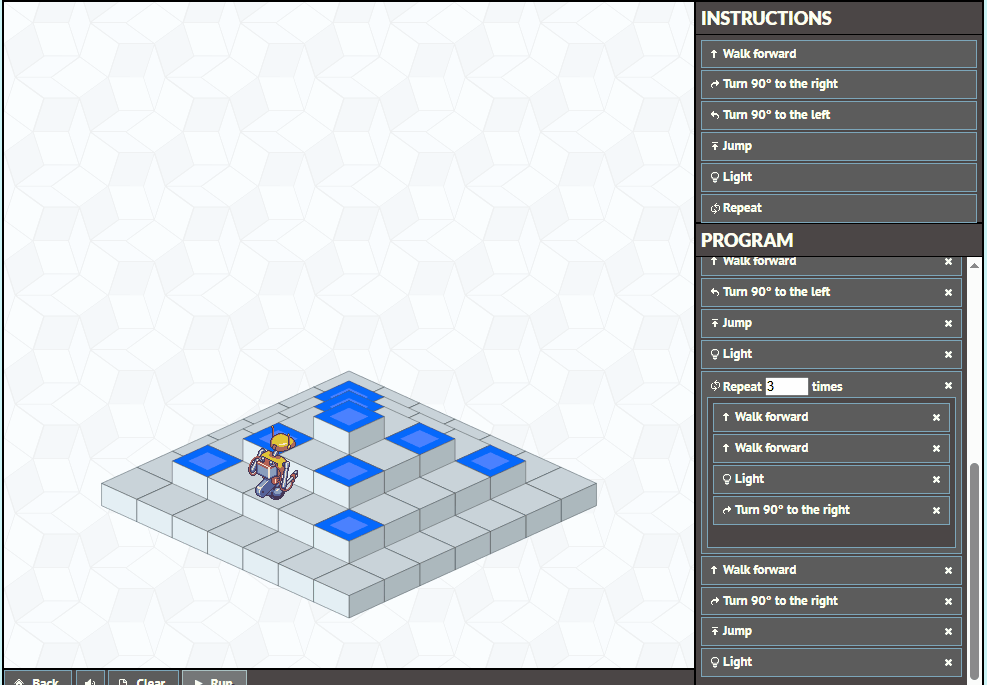 INSTRUCTIONS
Walk forward
Turn 90° to the right
Turn 90° to the left
Jump
Light
Repeat
PROGRAM
Walk forward
Turn 90° to the left
Jump
Light
Repeat 3 times
Walk forward
Walk forward
Light
Turn 90° to the right
Walk forward
Turn 90° to the right
Jump
Light
Back Clear Run